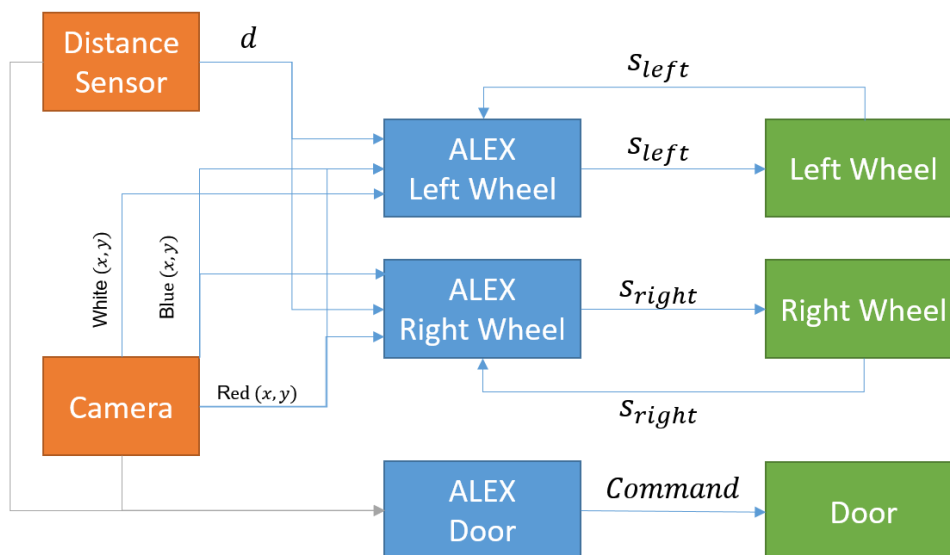 Distance
Sensor
d
s_left
ALEX
Left Wheel
s_left
Left Wheel
White (x, y)
Blue (x, y)
ALEX
Right Wheel
s_right
Right Wheel
Camera
Red (x, y)
s_right
ALEX
Door
Command
Door